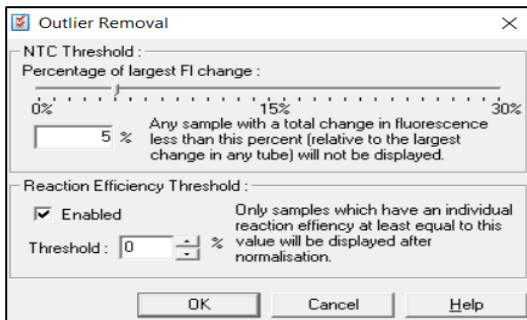 Outlier Removal
NTC Threshold :
Percentage of largest FI change :
0% 15% 30%
5 % Any sample with a total change in fluorescence
less than this percent (relative to the largest
change in any tube) will not be displayed.
Reaction Efficiency Threshold :
Enabled Only samples which have an individual
reaction effiency at least equal to this
Threshold : 0 % value will be displayed after
normalisation.
OK Cancel Help